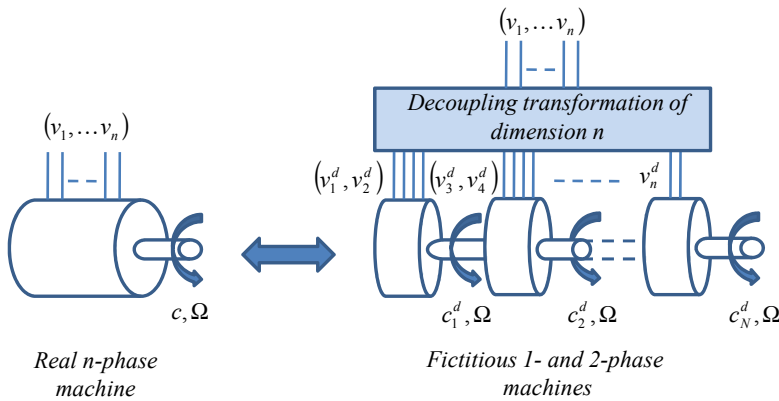 (v₁,…vₙ)
Decoupling transformation of
dimension n
(v₁,…vₙ)
(v₁ᵈ,v₂ᵈ) (v₃ᵈ,v₄ᵈ) vₙᵈ
c,Ω
c₁ᵈ,Ω c₂ᵈ,Ω c_Nᵈ,Ω
Real n-phase
machine
Fictitious 1- and 2-phase
machines